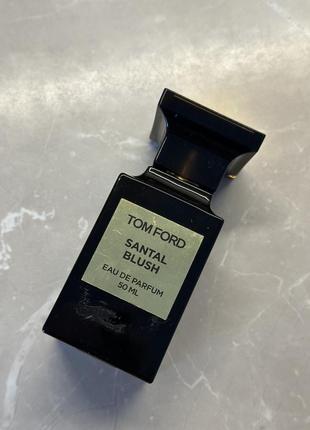 TOM FORD
SANTAL
BLUSH
EAU DE PARFUM
50 ML